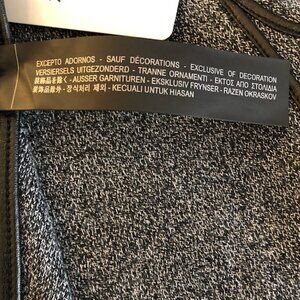 EXCEPTO ADORNOS - SAUF DÉCORATIONS - EXCLUSIVE OF DECORATION
VERSIERSELS UITGEZONDERD - TRANNE ORNAMENTI - ΕΚΤΟΣ ΑΠΟ ΣΤΟΛΙΔΙΑ
装飾品を除く - AUSSER GARNITUREN - EKSKLUSIV FRYNSER - RAZEN OKRASKOV
装饰品除外 - 장식처리 제외 - KECUALI UNTUK HIASAN